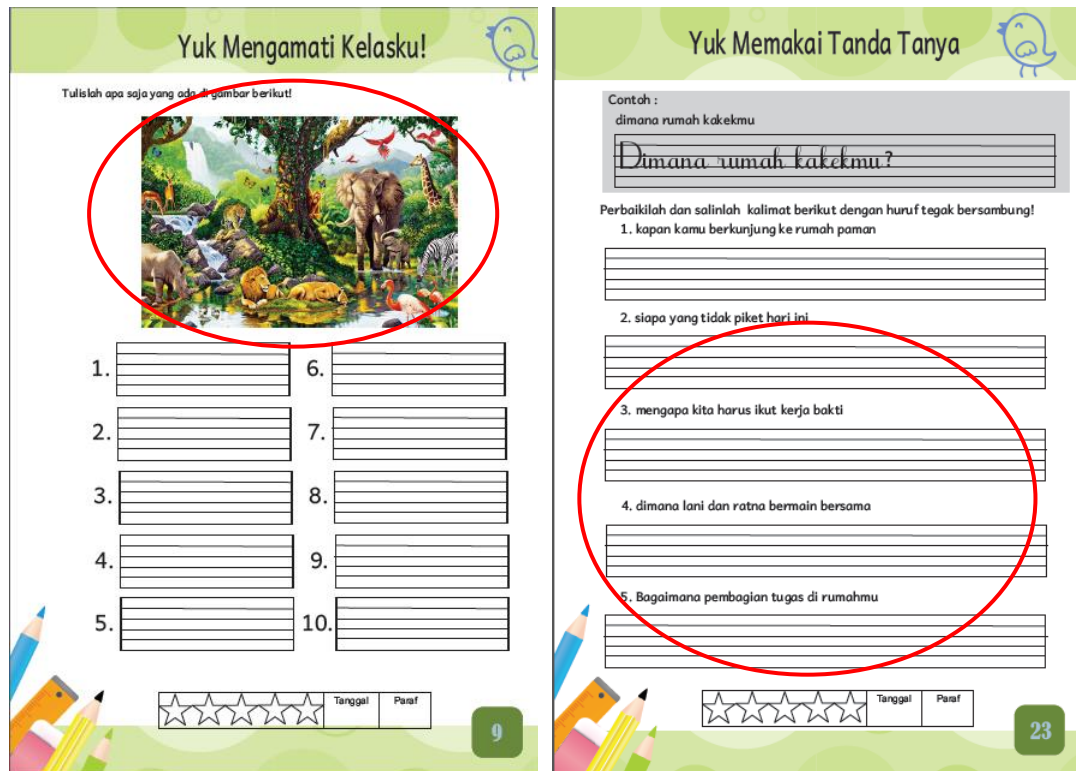 Yuk Mengamati Kelasku!
Tulislah apa saja yang ada di gambar berikut!
1.
6.
2.
7.
3.
8.
4.
9.
5.
10.
Tanggal
Paraf
9
Yuk Memakai Tanda Tanya
Contoh :
dimana rumah kakekmu
Dimana rumah kakekmu?
Perbaikilah dan salinlah kalimat berikut dengan huruf tegak bersambung!
1. kapan kamu berkunjung ke rumah paman
2. siapa yang tidak piket hari ini
3. mengapa kita harus ikut kerja bakti
4. dimana lani dan ratna bermain bersama
5. Bagaimana pembagian tugas di rumahmu
Tanggal
Paraf
23